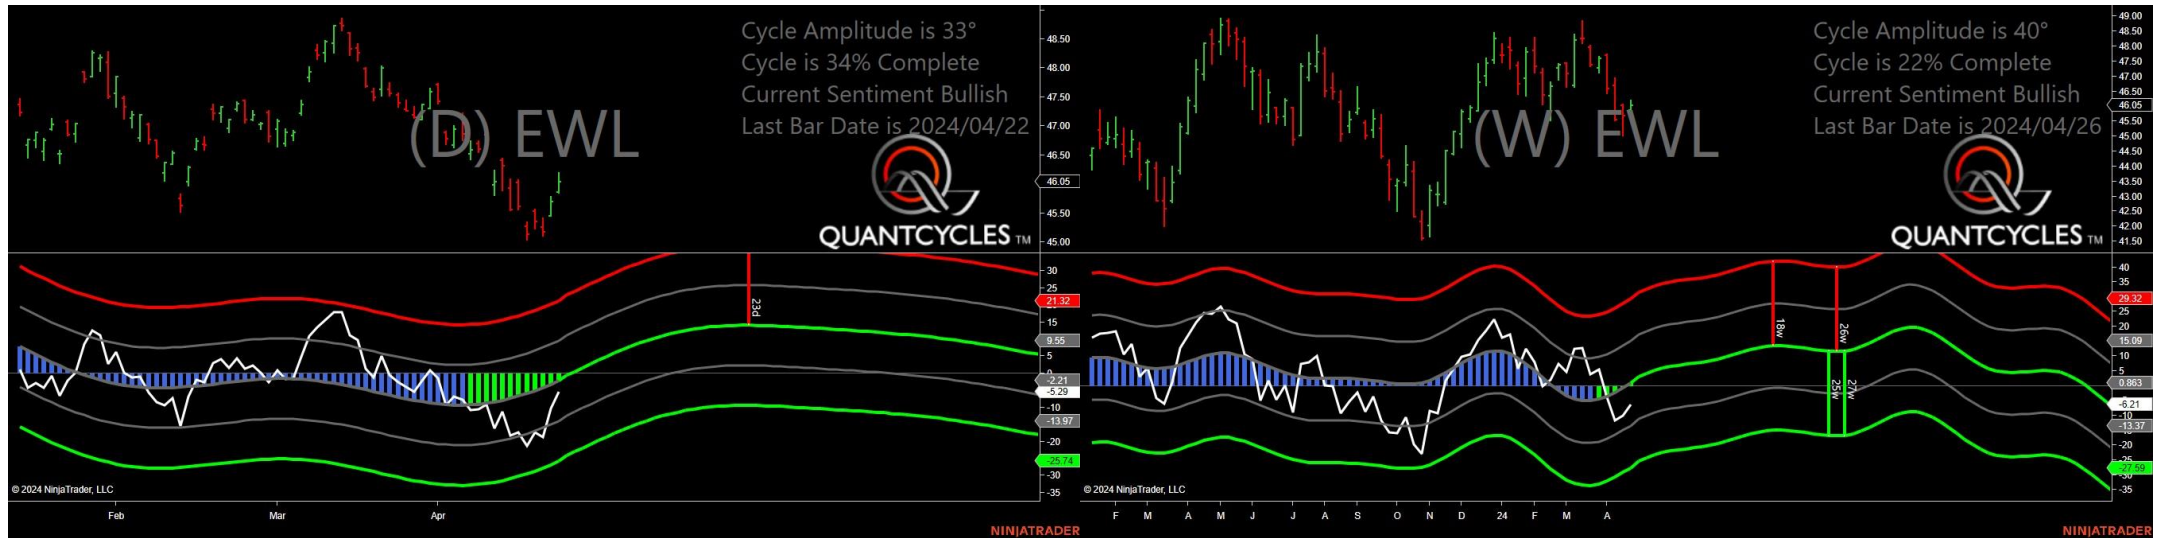 Cycle Amplitude is 33°
Cycle is 34% Complete
Current Sentiment Bullish
Last Bar Date is 2024/04/22
(D) EWL
QUANTCYCLES TM
48.50
48.00
47.50
47.00
46.50
46.05
45.50
45.00
30
25
21.32
15
9.55
5
0
-2.21
-5.29
-10
-13.97
-20
-25.74
-30
-35
23d
© 2024 NinjaTrader, LLC
Feb Mar Apr
NINJATRADER
Cycle Amplitude is 40°
Cycle is 22% Complete
Current Sentiment Bullish
Last Bar Date is 2024/04/26
(W) EWL
QUANTCYCLES TM
49.00
48.50
48.00
47.50
47.00
46.50
46.05
45.50
45.00
44.50
44.00
43.50
43.00
42.50
42.00
41.50
40
35
29.32
25
20
15.09
10
5
0.863
-6.21
-10
-13.37
-20
-25
-27.59
-30
-35
18w
26w
25w
27w
© 2024 NinjaTrader, LLC
F M A M J J A S O N D 24 F M A
NINJATRADER